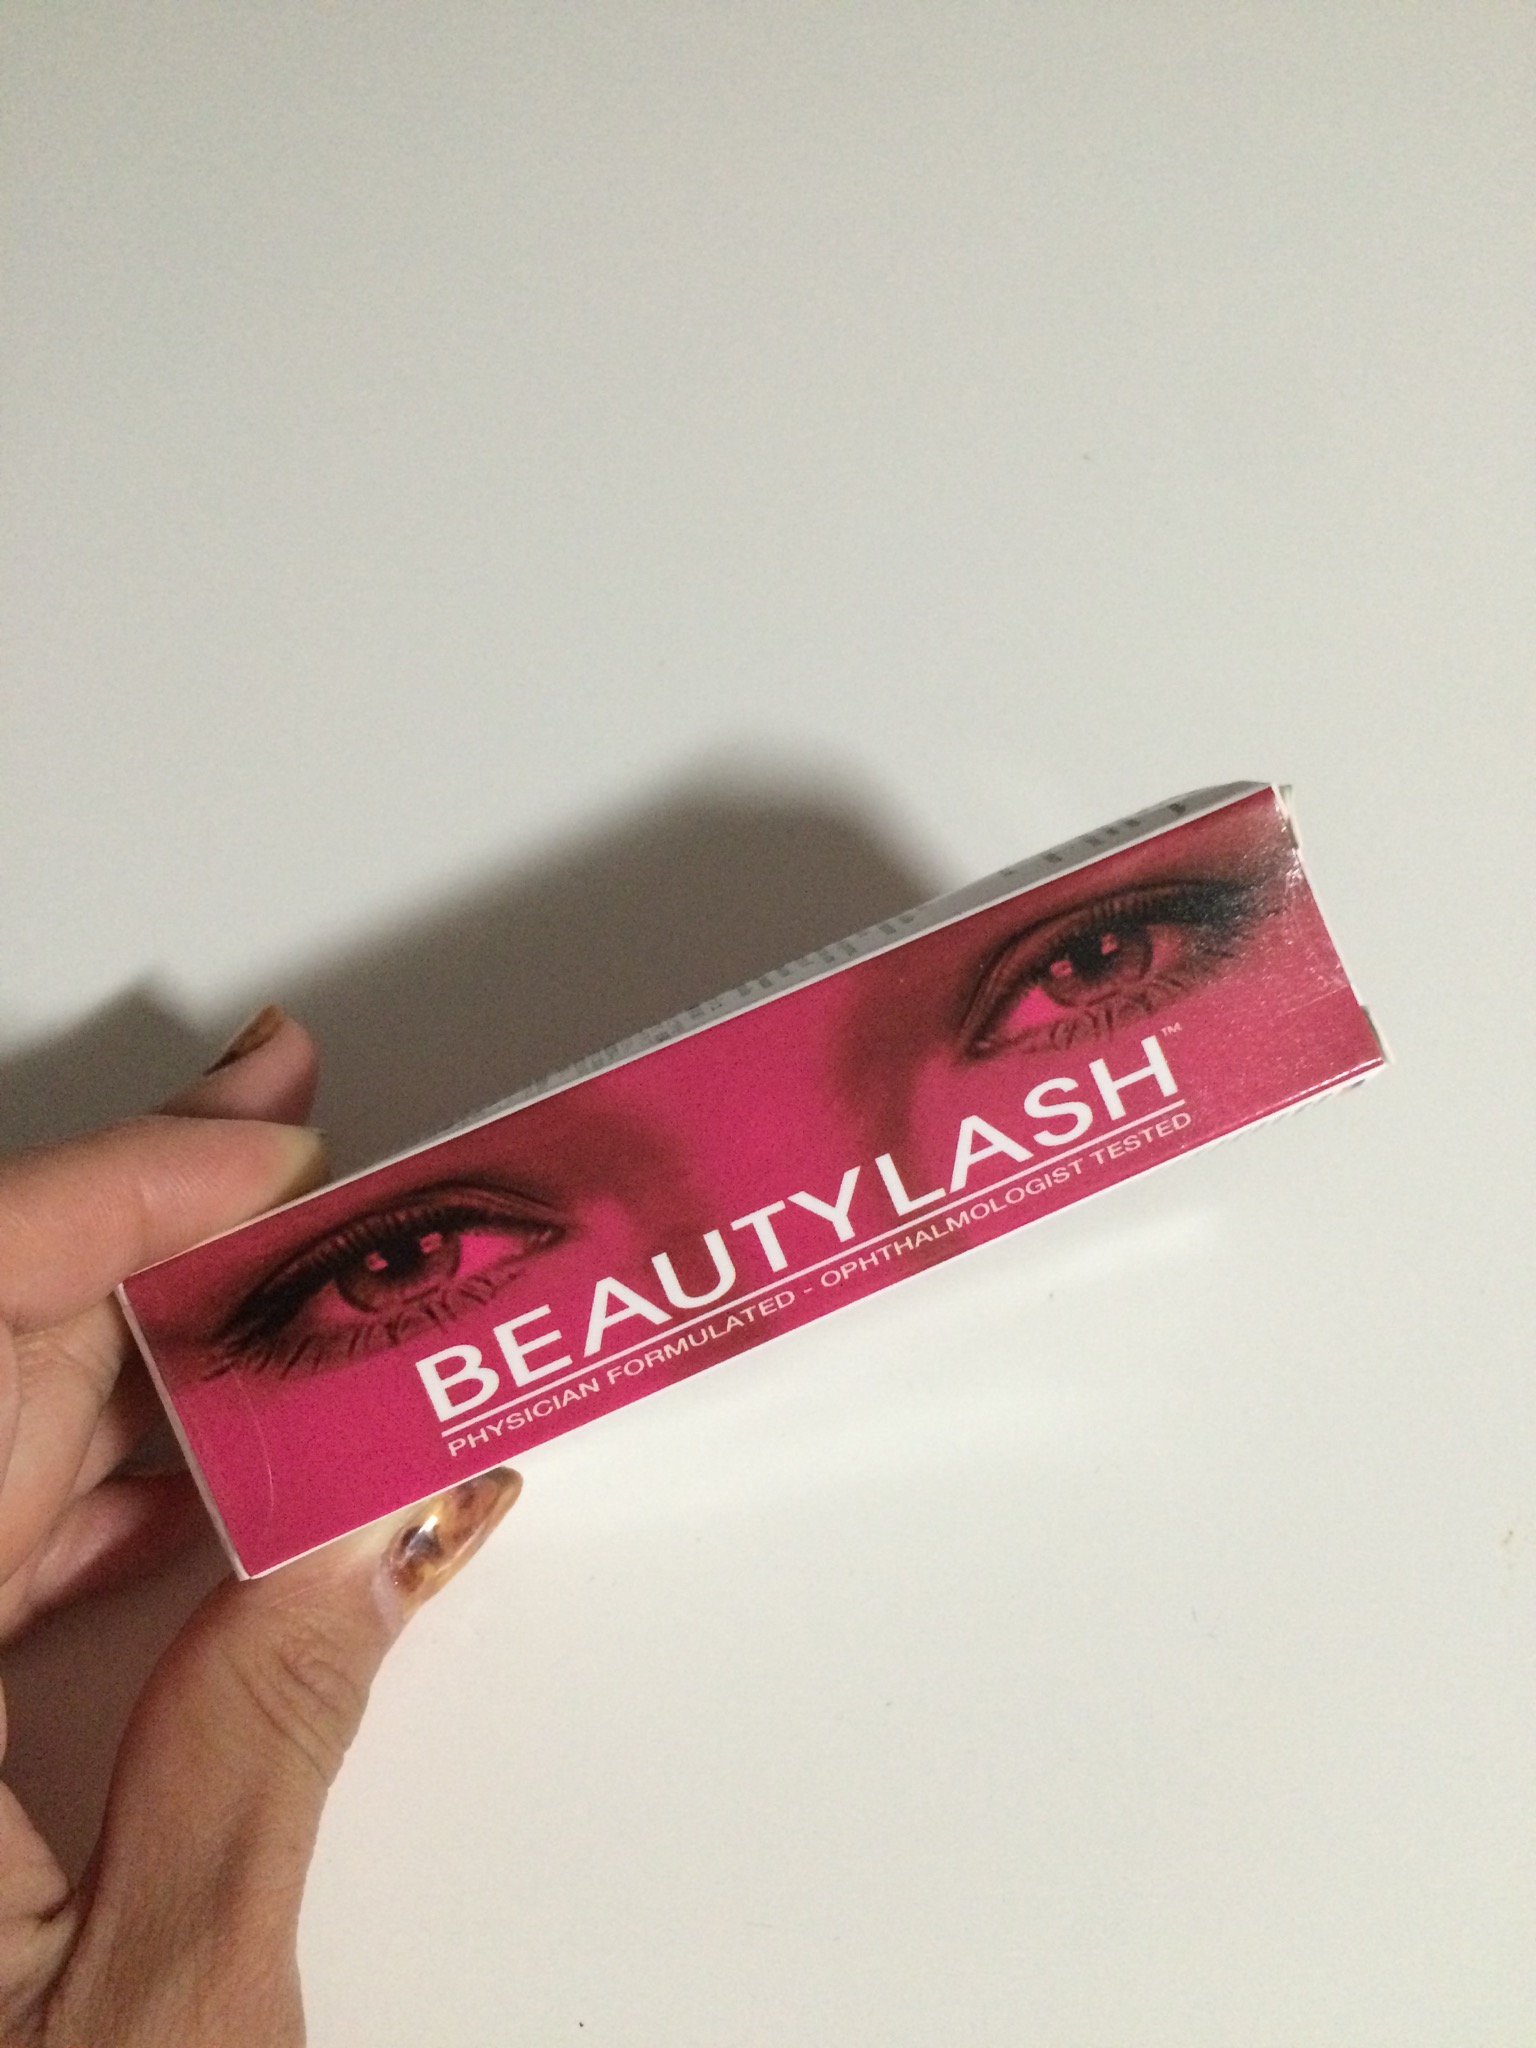 BEAUTYLASH™
PHYSICIAN FORMULATED - OPHTHALMOLOGIST TESTED